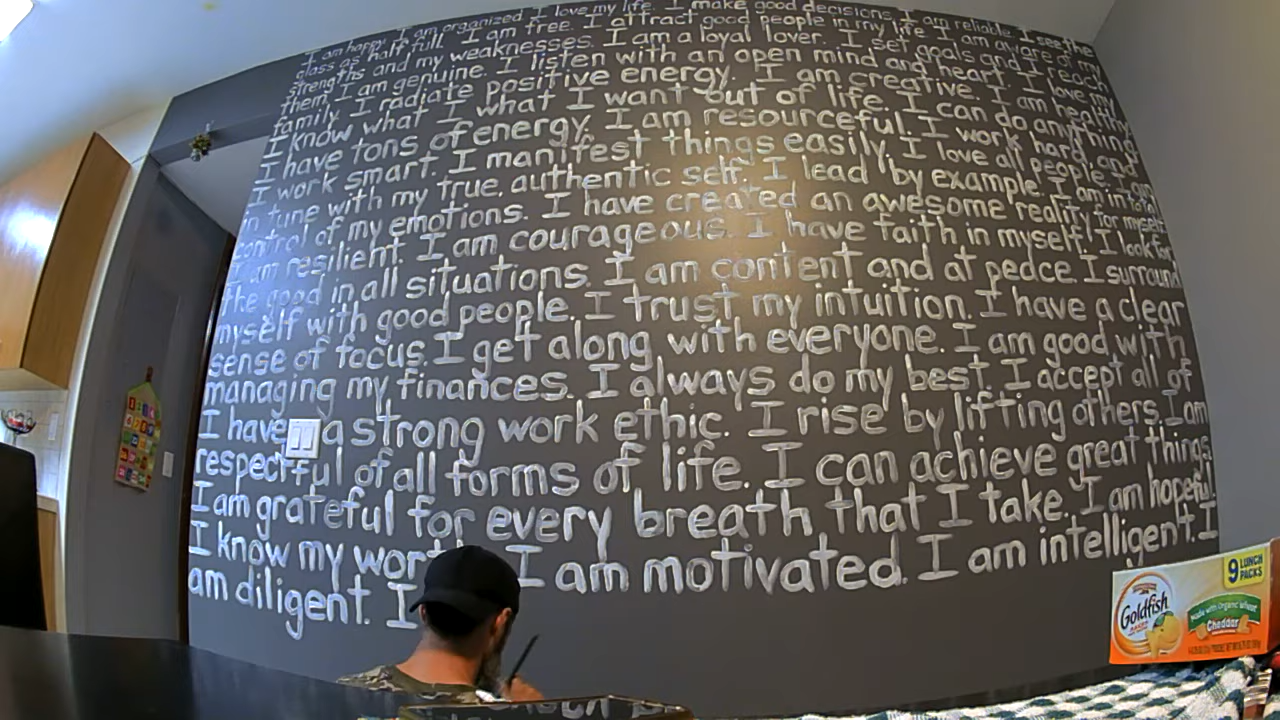 I am happy. I am organized I love my life. I make good decisions. I am reliable I see the
glass as half full. I am free. I attract good people in my life I am aware of my
strengths and my weaknesses. I am a loyal lover. I set goals and I reach
them. I am genuine. I listen with an open mind and heart. I love my
family. I radiate positive energy. I am creative. I am healthy
I know what I what I want out of life. I can do anything
I have tons of energy. I am resourceful. I work hard, and
I work smart. I manifest things easily. I love all people. I am
in tune with my true, authentic self. I lead by example. I am in total
control of my emotions. I have created an awesome reality for myself
I am resilient. I am courageous. I have faith in myself. I look for
the good in all situations. I am content and at peace. I surround
myself with good people. I trust my intuition. I have a clear
sense of focus. I get along with everyone. I am good with
managing my finances. I always do my best. I accept all of
I have a strong work ethic. I rise by lifting others. I am
respectful of all forms of life. I can achieve great things.
I am grateful for every breath that I take. I am hopeful.
I know my wort I am motivated. I am intelligent. I
am diligent. I
9 LUNCH PACKS
Goldfish
Made with Organic wheat
Cheddar